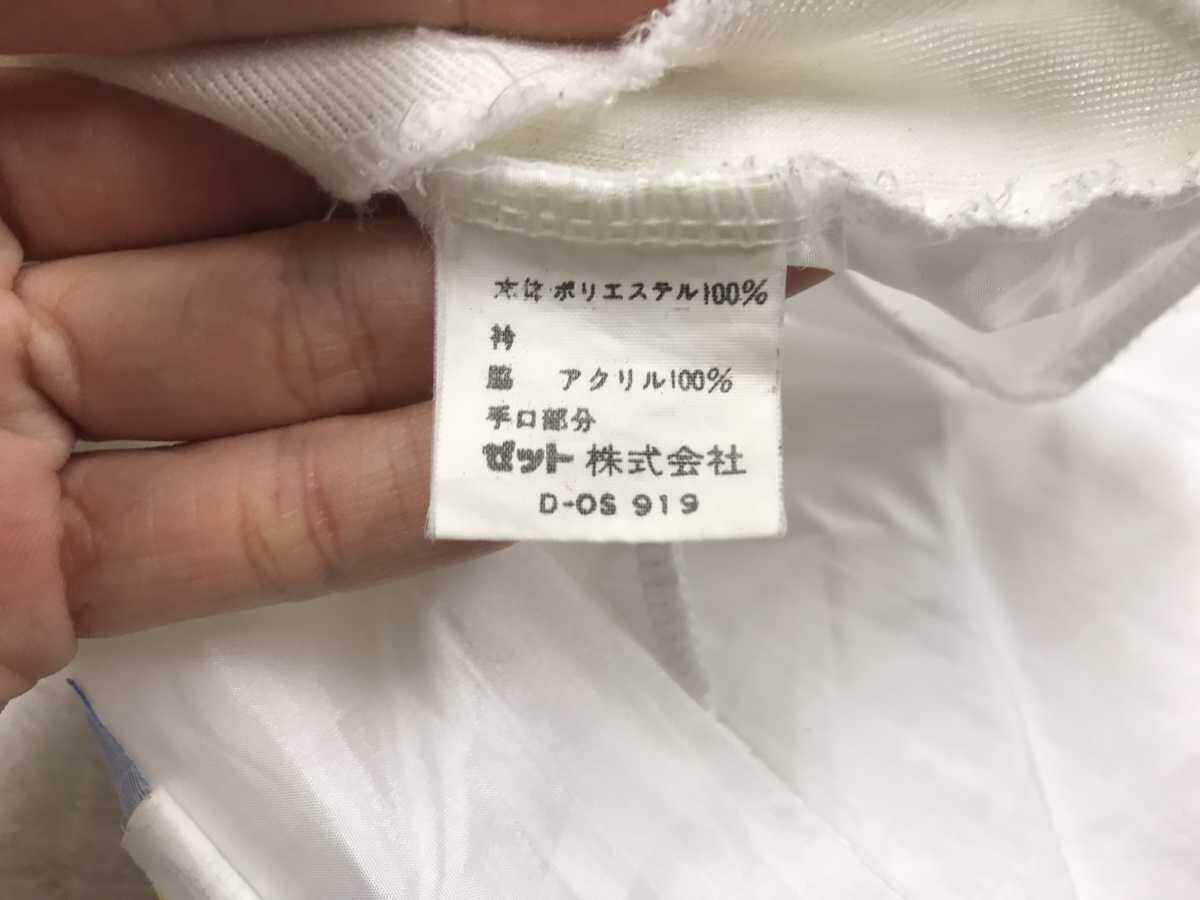 本体 ポリエステル100%
衿
脇 アクリル100%
手口部分
ゼット 株式会社
D-OS 919